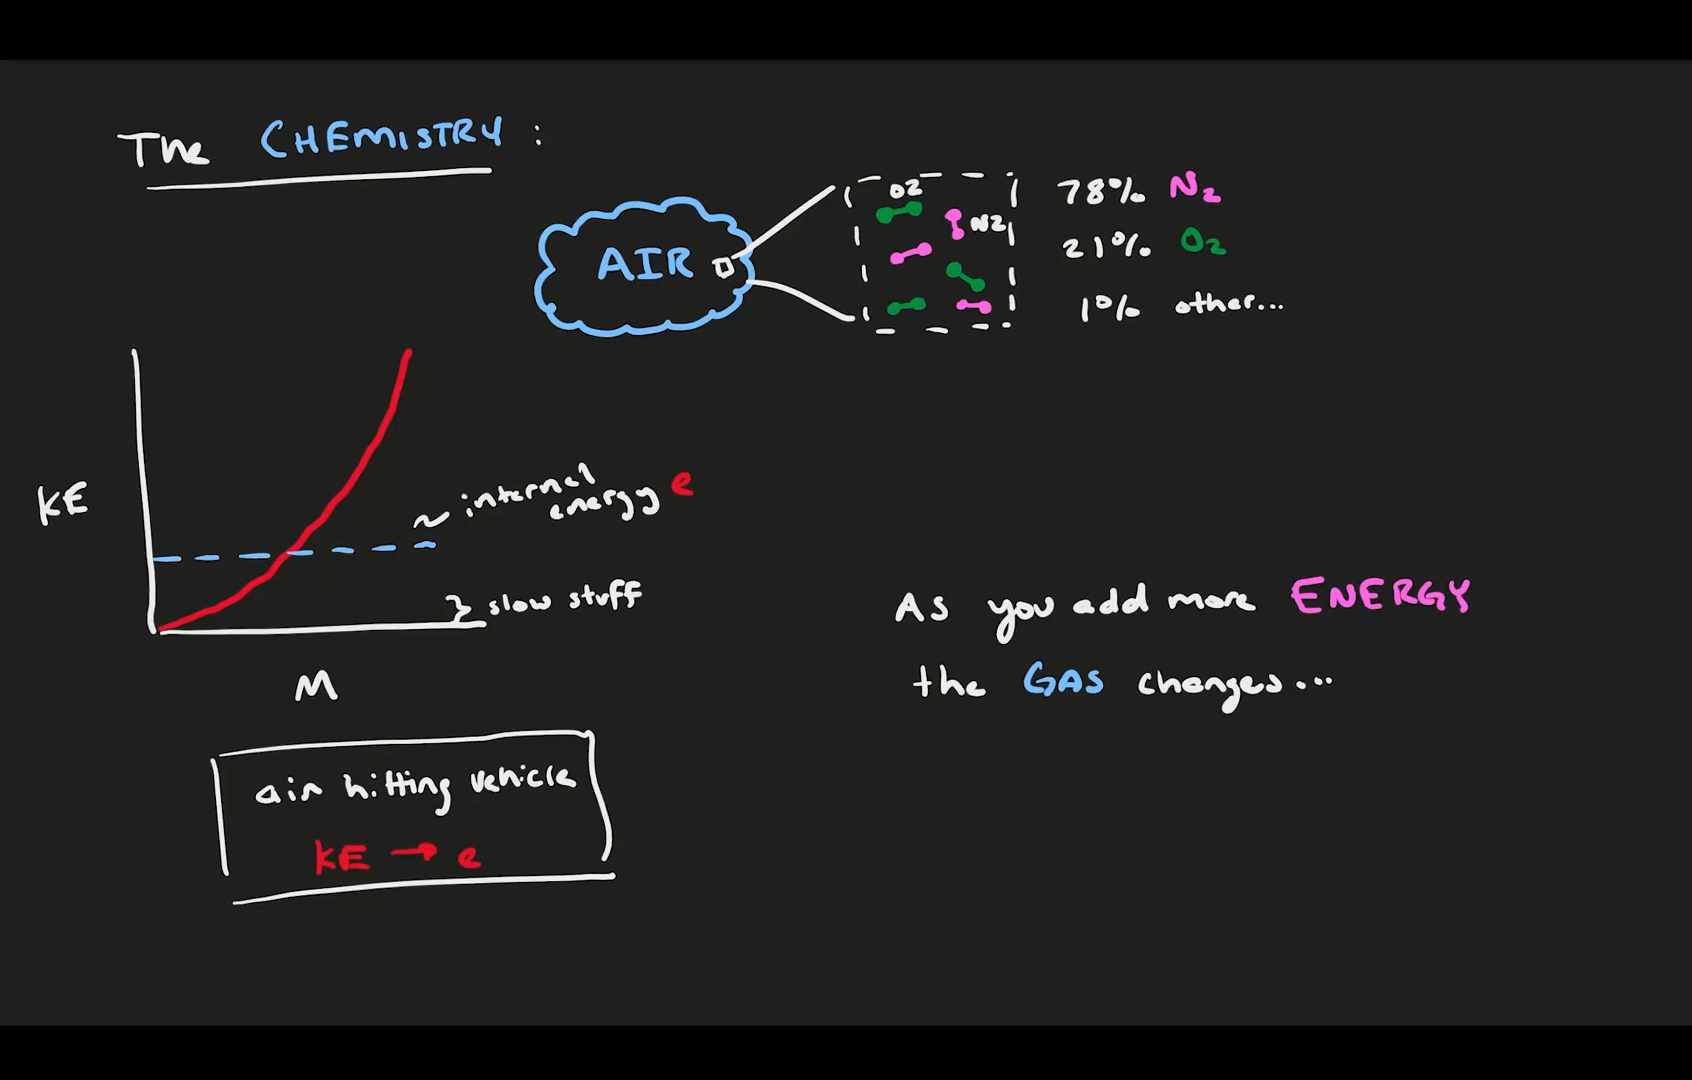 The CHEMISTRY :
AIR
O2
N2
78% N2
21% O2
1% other...
KE
internal
energy e
slow stuff
M
air hitting vehicle
KE → e
As you add more ENERGY
the GAS changes...